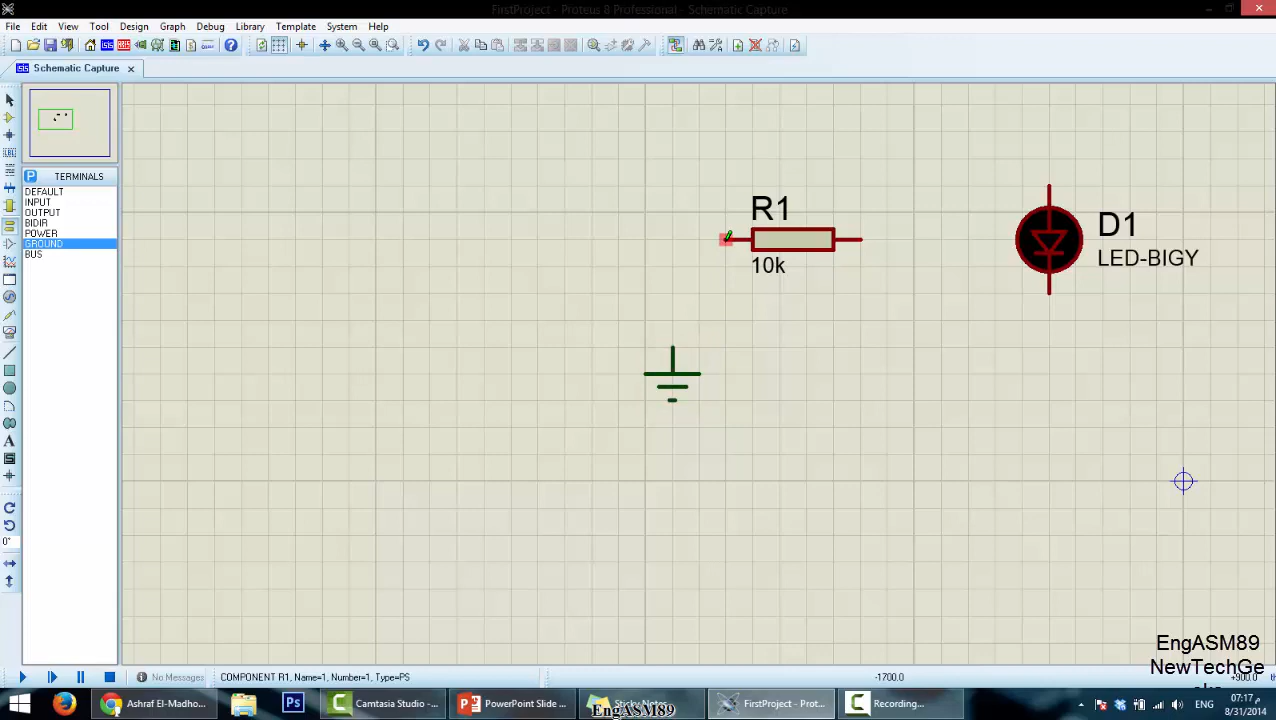 FirstProject - Proteus 8 Professional - Schematic Capture
File Edit View Tool Design Graph Debug Library Template System Help
Schematic Capture
TERMINALS
DEFAULT
INPUT
OUTPUT
BIDIR
POWER
GROUND
BUS
R1
10k
D1
LED-BIGY
0°
EngASM89
NewTechGe
No Messages
COMPONENT R1, Name=1, Number=1, Type=PS
-1700.0
+900.0
th
Ashraf El-Madho...
Camtasia Studio -...
PowerPoint Slide ...
EngASM89
FirstProject - Prot...
Recording...
ENG
07:17 م
8/31/2014